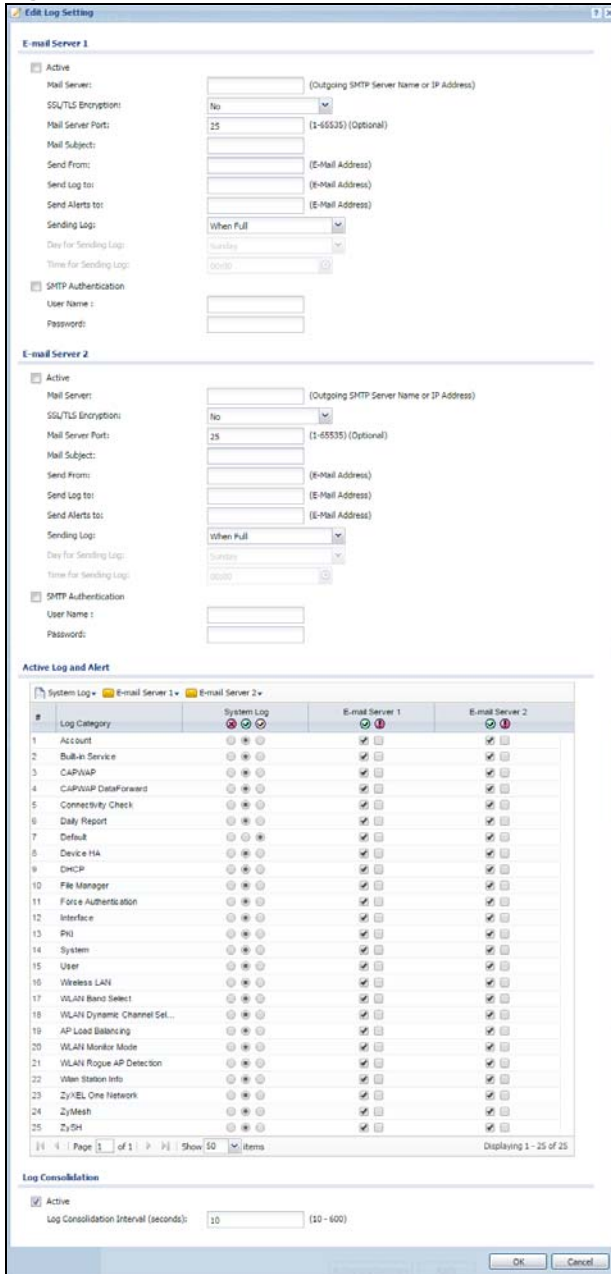 Edit Log Setting
E-mail Server 1
Active
Mail Server: (Outgoing SMTP Server Name or IP Address)
SSL/TLS Encryption: No
Mail Server Port: 25 (1-65535) (Optional)
Mail Subject:
Send From: (E-Mail Address)
Send Log to: (E-Mail Address)
Send Alerts to: (E-Mail Address)
Sending Log: When Full
Day for Sending Log: Sunday
Time for Sending Log: 00:00
SMTP Authentication
User Name :
Password:
E-mail Server 2
Active
Mail Server: (Outgoing SMTP Server Name or IP Address)
SSL/TLS Encryption: No
Mail Server Port: 25 (1-65535) (Optional)
Mail Subject:
Send From: (E-Mail Address)
Send Log to: (E-Mail Address)
Send Alerts to: (E-Mail Address)
Sending Log: When Full
Day for Sending Log: Sunday
Time for Sending Log: 00:00
SMTP Authentication
User Name :
Password:
Active Log and Alert
System Log E-mail Server 1 E-mail Server 2
# Log Category System Log E-mail Server 1 E-mail Server 2
1 Account
2 Built-in Service
3 CAPWAP
4 CAPWAP DataForward
5 Connectivity Check
6 Daily Report
7 Default
8 Device HA
9 DHCP
10 File Manager
11 Force Authentication
12 Interface
13 PKI
14 System
15 User
16 Wireless LAN
17 WLAN Band Select
18 WLAN Dynamic Channel Sel...
19 AP Load Balancing
20 WLAN Monitor Mode
21 WLAN Rogue AP Detection
22 Wlan Station Info
23 ZyXEL One Network
24 ZyMesh
25 ZySH
Page 1 of 1 Show 50 items Displaying 1 - 25 of 25
Log Consolidation
Active
Log Consolidation Interval (seconds): 10 (10 - 600)
OK Cancel